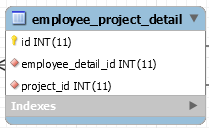 employee_project_detail
id INT(11)
employee_detail_id INT(11)
project_id INT(11)
Indexes